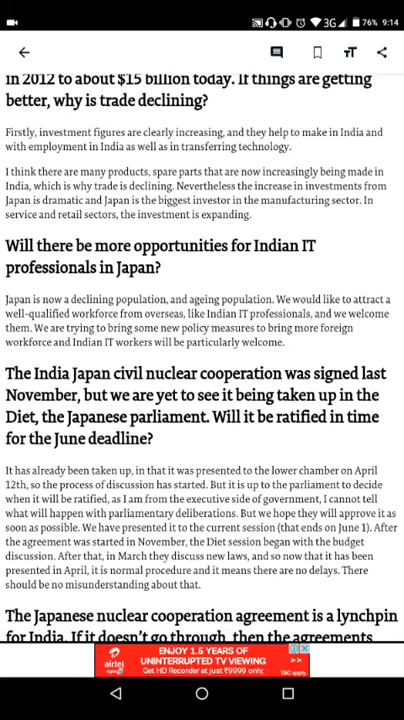 3G 76% 9:14
in 2012 to about $15 billion today. If things are getting
better, why is trade declining?
Firstly, investment figures are clearly increasing, and they help to make in India and
with employment in India as well as in transferring technology.
I think there are many products, spare parts that are now increasingly being made in
India, which is why trade is declining. Nevertheless the increase in investments from
Japan is dramatic and Japan is the biggest investor in the manufacturing sector. In
service and retail sectors, the investment is expanding.
Will there be more opportunities for Indian IT
professionals in Japan?
Japan is now a declining population, and ageing population. We would like to attract a
well-qualified workforce from overseas, like Indian IT professionals, and we welcome
them. We are trying to bring some new policy measures to bring more foreign
workforce and Indian IT workers will be particularly welcome.
The India Japan civil nuclear cooperation was signed last
November, but we are yet to see it being taken up in the
Diet, the Japanese parliament. Will it be ratified in time
for the June deadline?
It has already been taken up, in that it was presented to the lower chamber on April
12th, so the process of discussion has started. But it is up to the parliament to decide
when it will be ratified, as I am from the executive side of government, I cannot tell
what will happen with parliamentary deliberations. But we hope they will approve it as
soon as possible. We have presented it to the current session (that ends on June 1). After
the agreement was started in November, the Diet session began with the budget
discussion. After that, in March they discuss new laws, and so now that it has been
presented in April, it is normal procedure and it means there are no delays. There
should be no misunderstanding about that.
The Japanese nuclear cooperation agreement is a lynchpin
for India. If it doesn't go through, then the agreements
airtel
ENJOY 1.5 YEARS OF
UNINTERRUPTED TV VIEWING
Get HD Recorder at just ₹9999 only.
>>
T&C apply.